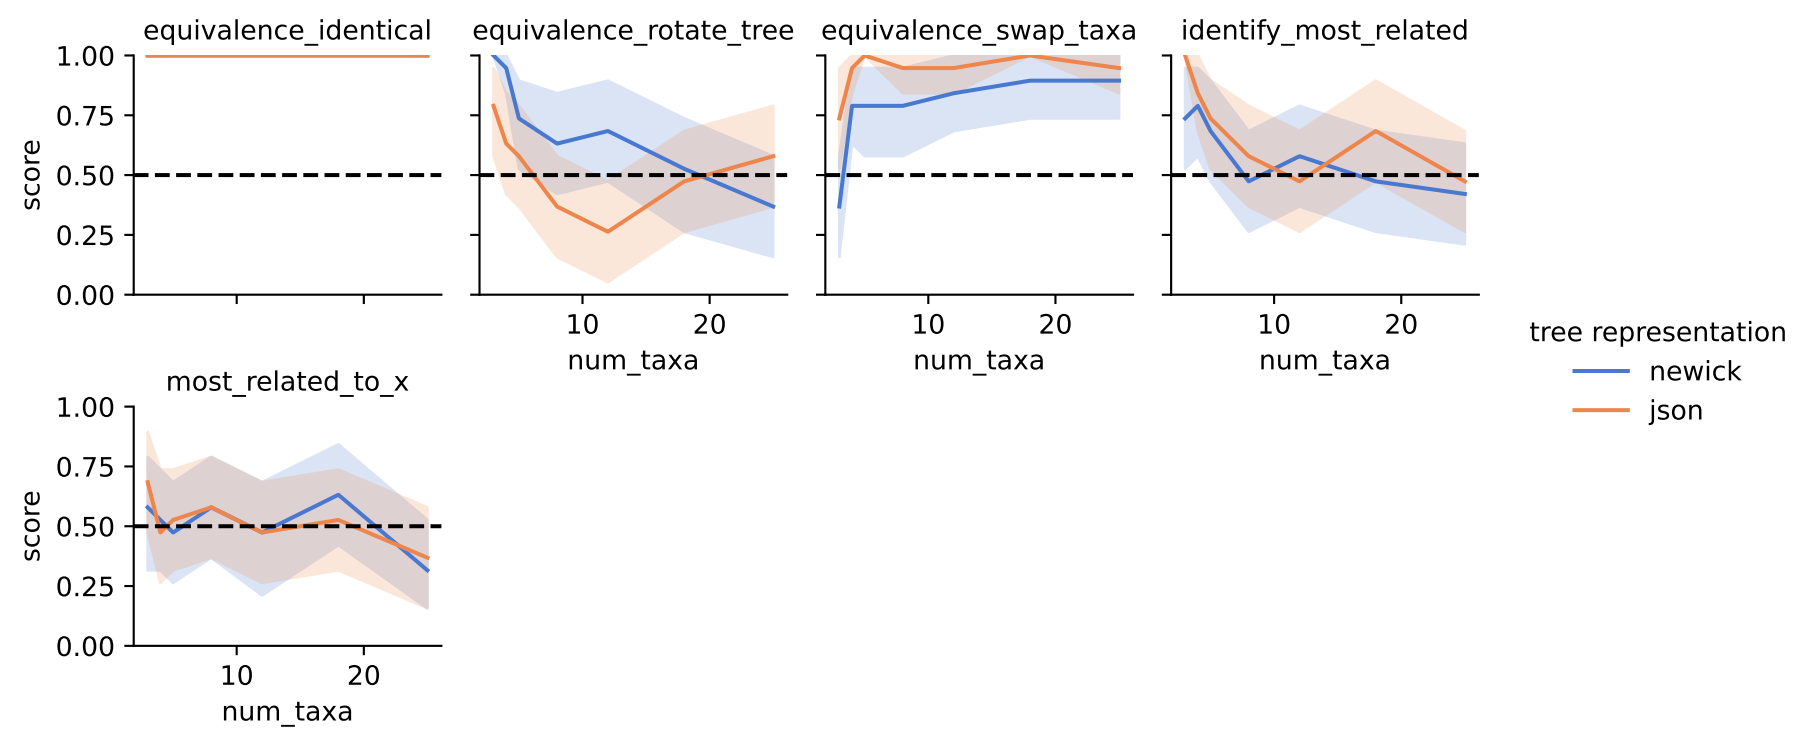 equivalence_identical
equivalence_rotate_tree
equivalence_swap_taxa
identify_most_related
1.00
0.75
0.50
0.25
0.00
score
10
20
num_taxa
10
20
num_taxa
10
20
num_taxa
tree representation
newick
json
most_related_to_x
1.00
0.75
0.50
0.25
0.00
score
10
20
num_taxa